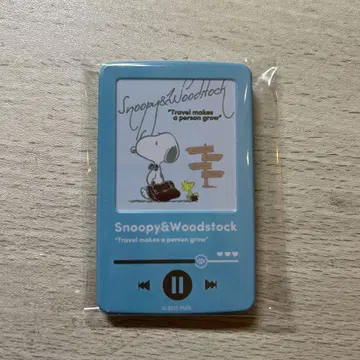 Snoopy&Woodstock
"Travel makes
a person grow"
Snoopy&Woodstock
"Travel makes a person grow"